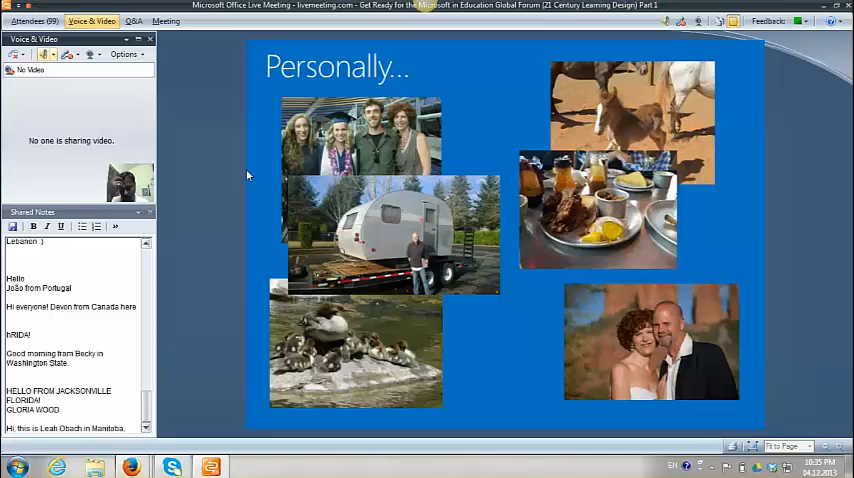 Microsoft Office Live Meeting - livemeeting.com - Get Ready for the Microsoft in Education Global Forum (21 Century Learning Design) Part 1
Attendees (99)
Voice & Video
Q&A
Meeting
Feedback:
Voice & Video
Options
No Video
No one is sharing video.
Shared Notes
B I U
Lebanon :)
Hello
João from Portugal
Hi everyone! Devon from Canada here
hRIDA!
Good morning from Becky in
Washington State.
HELLO FROM JACKSONVILLE
FLORIDA!
GLORIA WOOD
Hi, this is Leah Obach in Manitoba,
Personally...
Fit to Page
EN
10:35 PM
04.12.2013